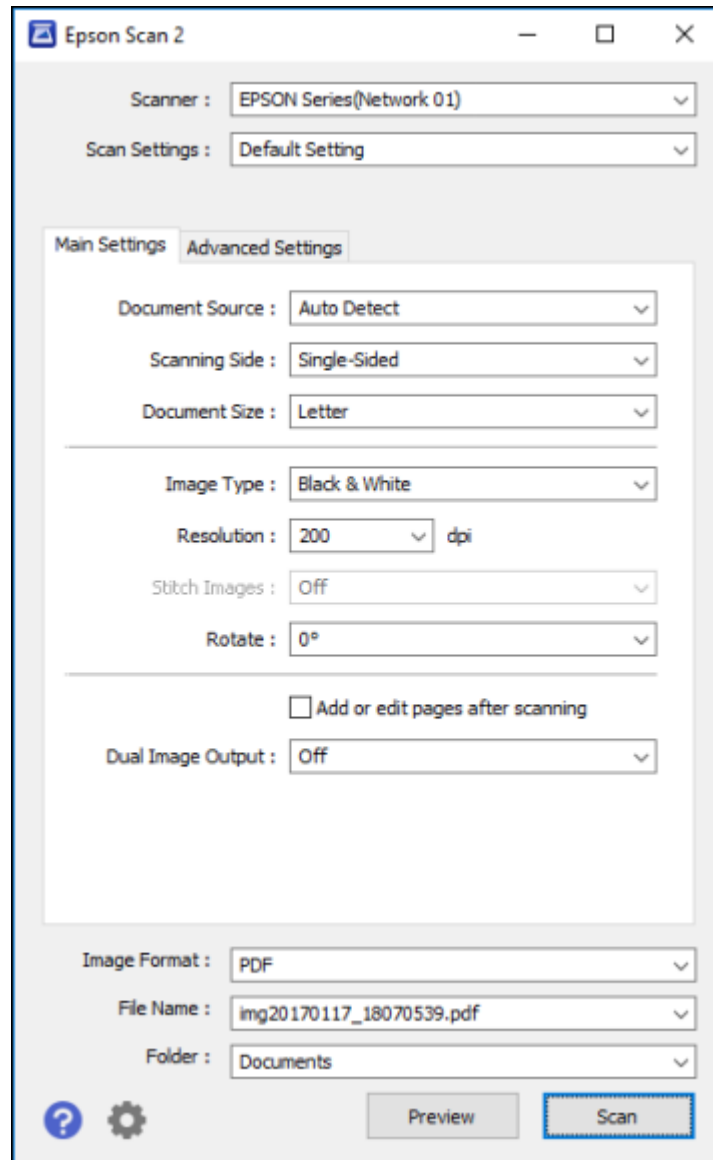 Epson Scan 2
Scanner : EPSON Series(Network 01)
Scan Settings : Default Setting
Main Settings Advanced Settings
Document Source : Auto Detect
Scanning Side : Single-Sided
Document Size : Letter
Image Type : Black & White
Resolution : 200 dpi
Stitch Images : Off
Rotate : 0°
Add or edit pages after scanning
Dual Image Output : Off
Image Format : PDF
File Name : img20170117_18070539.pdf
Folder : Documents
? Preview Scan